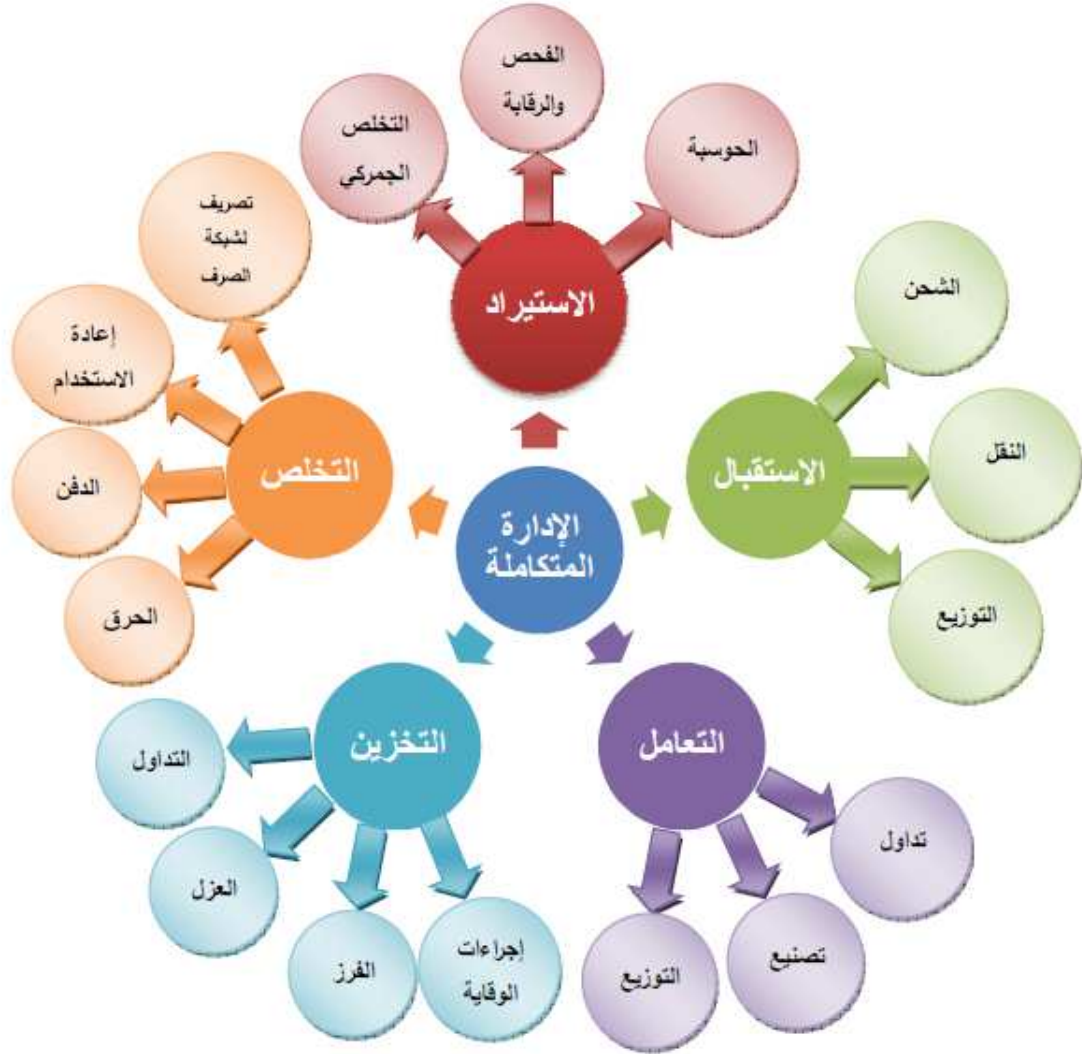 الفحص
والرقابة
التخلص
الجمركي
الحوسبة
الاستيراد
الشحن
النقل
التوزيع
الاستقبال
تصريف
لشبكة
الصرف
إعادة
الاستخدام
الدفن
الحرق
التخلص
الإدارة
المتكاملة
التخزين
التداول
العزل
الفرز
إجراءات
الوقاية
التعامل
تداول
تصنيع
التوزيع